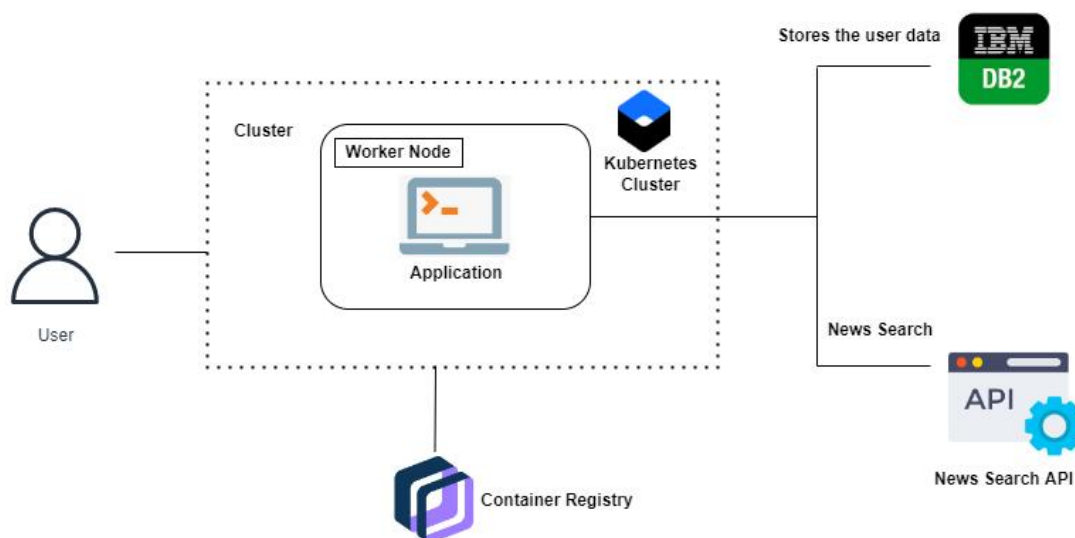 Stores the user data
IBM
DB2
Cluster
Worker Node
Kubernetes
Cluster
Application
User
News Search
API
News Search API
Container Registry